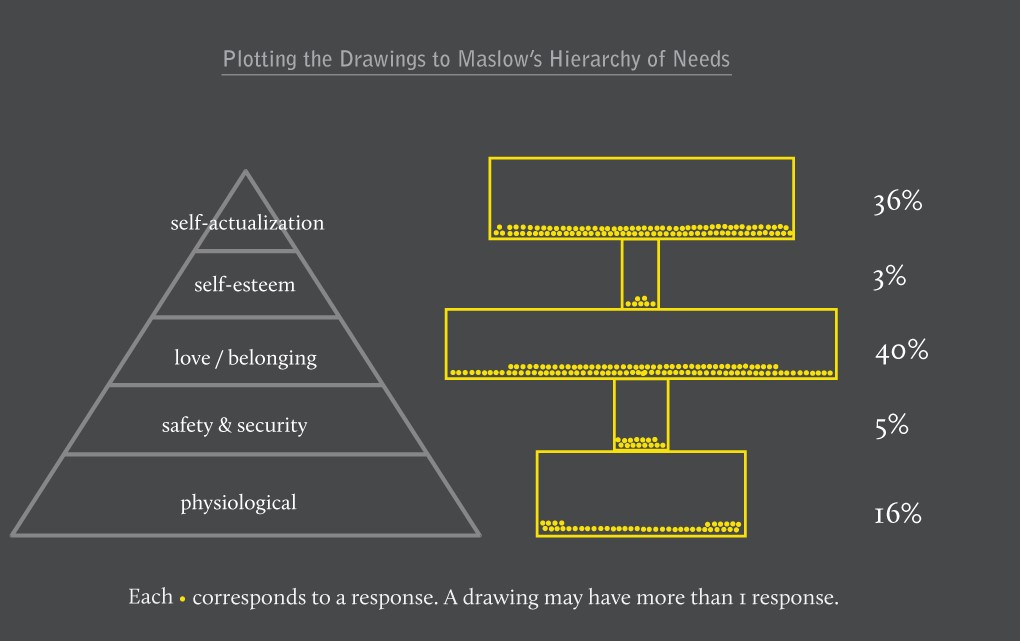 Plotting the Drawings to Maslow's Hierarchy of Needs
self-actualization
36%
self-esteem
3%
love / belonging
40%
safety & security
5%
physiological
16%
Each • corresponds to a response. A drawing may have more than 1 response.